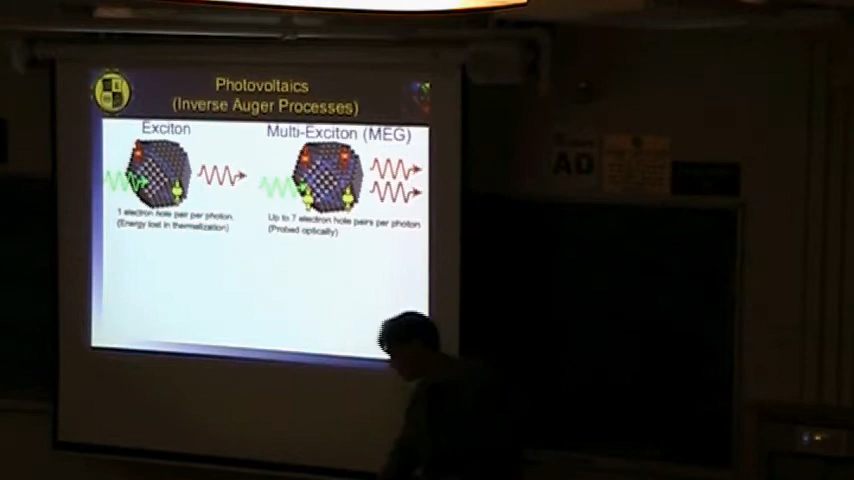 Photovoltaics
(Inverse Auger Processes)
Exciton
Multi-Exciton (MEG)
1 electron hole pair per photon.
(Energy lost in thermalization)
Up to 7 electron hole pairs per photon
(Probed optically)
AD